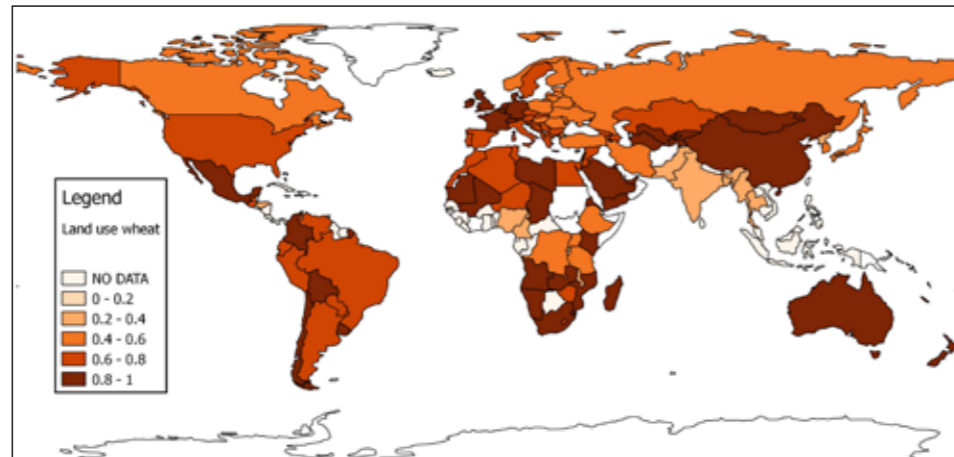 Legend
Land use wheat
NO DATA
0 - 0.2
0.2 - 0.4
0.4 - 0.6
0.6 - 0.8
0.8 - 1